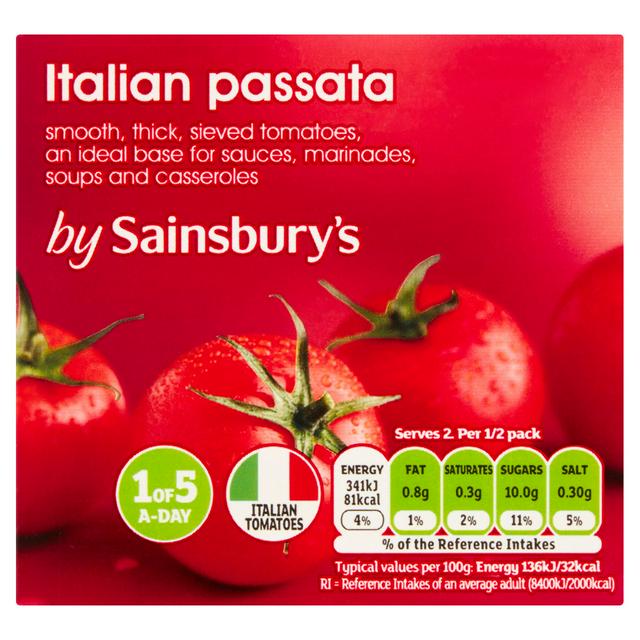 Italian passata
smooth, thick, sieved tomatoes,
an ideal base for sauces, marinades,
soups and casseroles
by Sainsbury's
1 OF 5
A-DAY
ITALIAN
TOMATOES
Serves 2. Per 1/2 pack
ENERGY FAT SATURATES SUGARS SALT
341kJ
81kcal 0.8g 0.3g 10.0g 0.30g
4% 1% 2% 11% 5%
% of the Reference Intakes
Typical values per 100g: Energy 136kJ/32kcal
RI = Reference Intakes of an average adult (8400kJ/2000kcal)